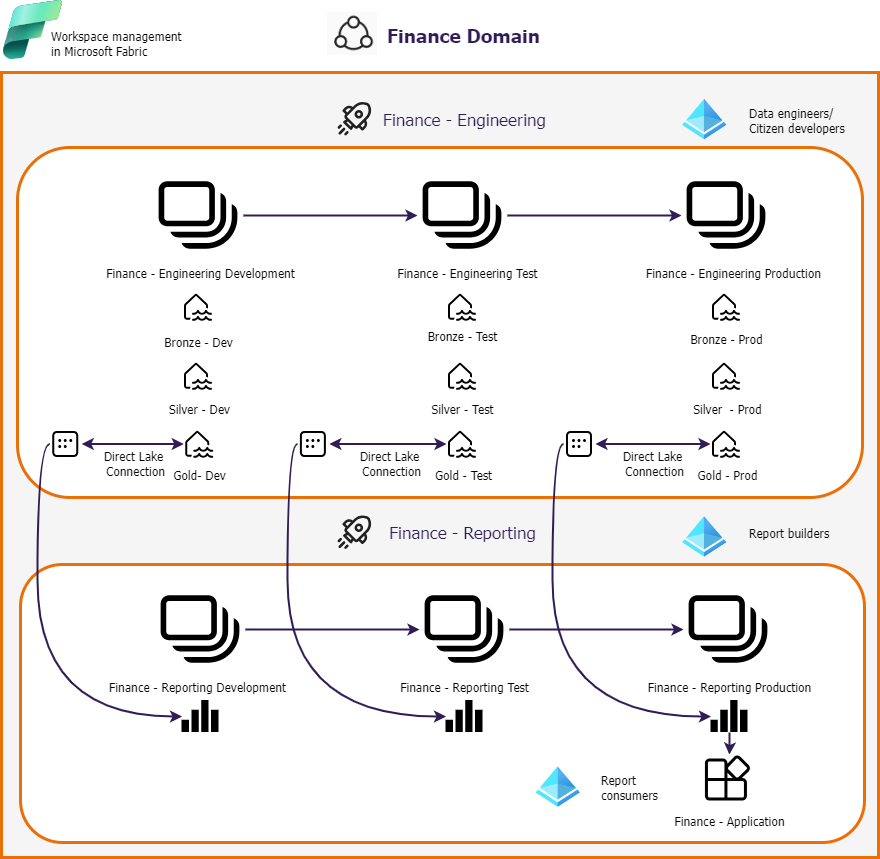 Workspace management
in Microsoft Fabric
Finance Domain
Finance - Engineering
Data engineers/
Citizen developers
Finance - Engineering Development
Finance - Engineering Test
Finance - Engineering Production
Bronze - Dev
Bronze - Test
Bronze - Prod
Silver - Dev
Silver - Test
Silver  - Prod
Direct Lake
Connection
Gold- Dev
Direct Lake
Connection
Gold - Test
Direct Lake
Connection
Gold - Prod
Finance - Reporting
Report builders
Finance - Reporting Development
Finance - Reporting Test
Finance - Reporting Production
Report
consumers
Finance - Application